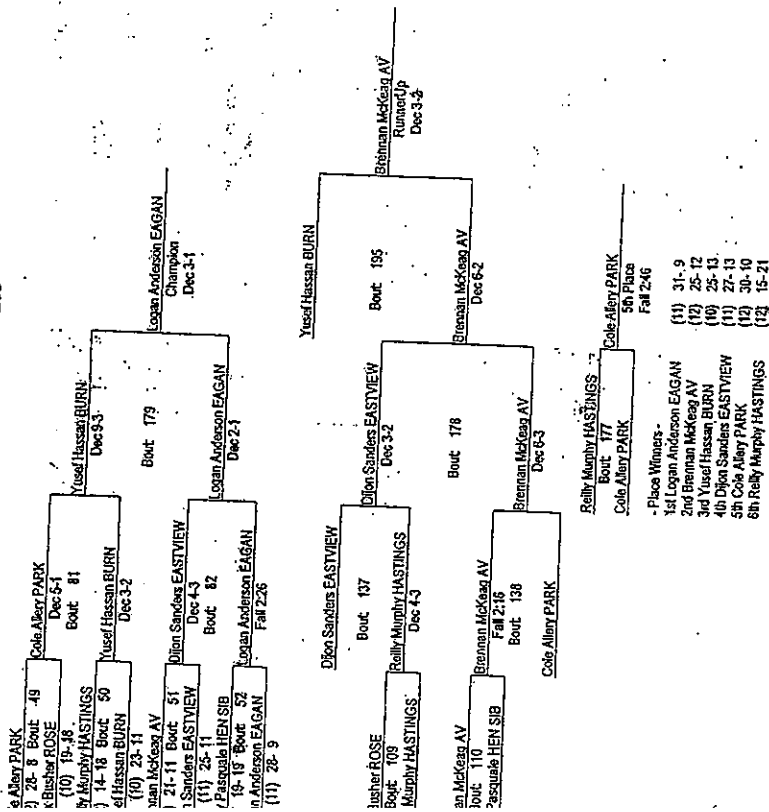 e Allery PARK
28- 8 Bout: 49
Cole Allery PARK
x Busher ROSE
(10) 19-18
Dec 5-1
Bout: 81
Yusef Hassan BURN
Dec 9-3
ly Murphy HASTINGS
14-18 Bout: 50
Yusef Hassan BURN
sef Hassan BURN
(10) 23- 11
Dec 3-2
Bout: 179
Logan Anderson EAGAN
Champion
Dec 3-1
nnan McKeag AV
21- 11 Bout: 51
Dijon Sanders EASTVIEW
n Sanders EASTVIEW
(11) 25- 11
Dec 4-3
Bout: 82
Logan Anderson EAGAN
Dec 2-1
Pasquale HEN SIB
19- 19 Bout: 52
Logan Anderson EAGAN
an Anderson EAGAN
(11) 28- 9
Fall 2:26
Yusef Hassan BURN
Bout: 195
Brennan McKeag AV
RunnerUp
Dec 3-2
Dijon Sanders EASTVIEW
Bout: 137
Dijon Sanders EASTVIEW
Dec 3-2
Busher ROSE
Bout: 109
Reilly Murphy HASTINGS
Murphy HASTINGS
Dec 4-3
Bout: 178
Brennan McKeag AV
Dec 6-2
an McKeag AV
Bout: 110
Brennan McKeag AV
Pasquale HEN SIB
Fall 2:16
Bout: 138
Brennan McKeag AV
Dec 6-3
Cole Allery PARK
Reilly Murphy HASTINGS
Bout: 177
Cole Allery PARK
Cole Allery PARK
5th Place
Fall 2:46
- Place Winners -
1st Logan Anderson EAGAN (11) 31- 9
2nd Brennan McKeag AV (12) 25- 12
3rd Yusef Hassan BURN (10) 25- 13
4th Dijon Sanders EASTVIEW (11) 27- 13
5th Cole Allery PARK (12) 30- 10
6th Reilly Murphy HASTINGS (12) 15- 21